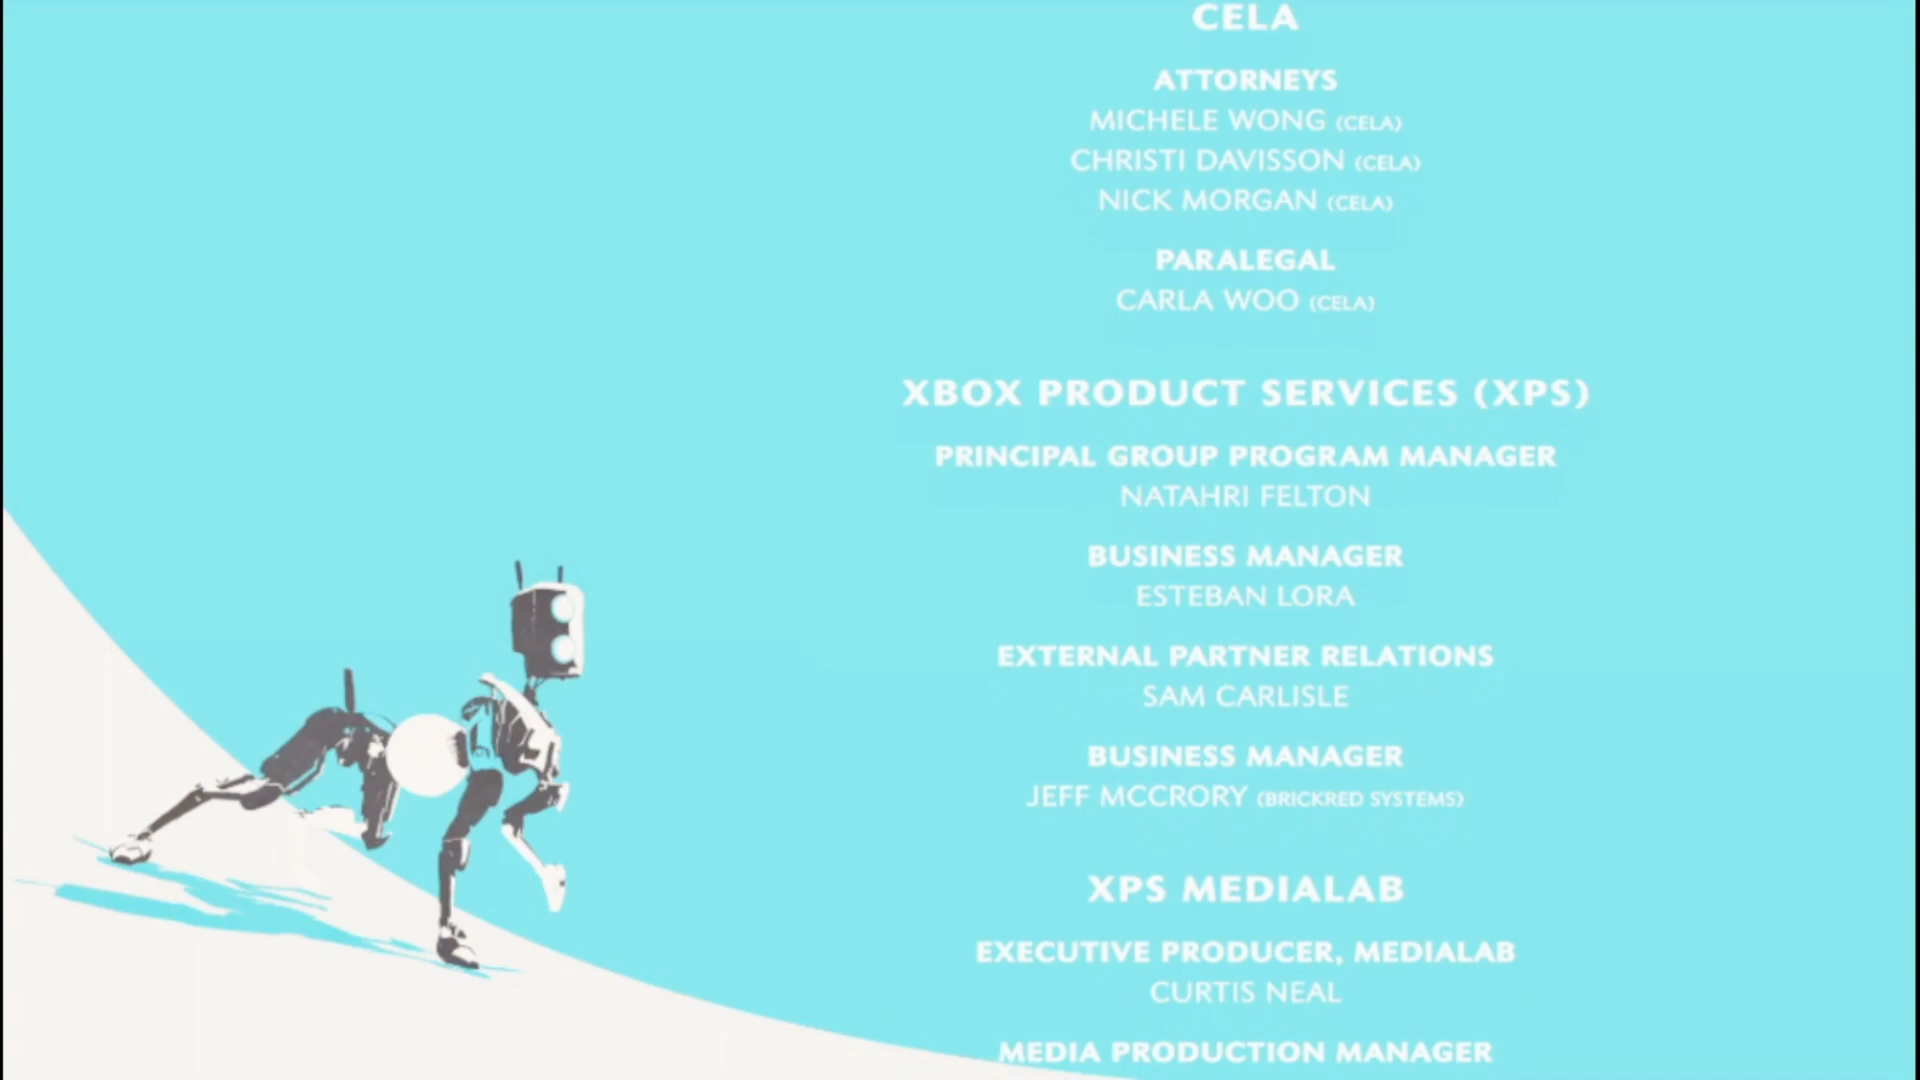 CELA
ATTORNEYS
MICHELE WONG (CELA)
CHRISTI DAVISSON (CELA)
NICK MORGAN (CELA)
PARALEGAL
CARLA WOO (CELA)
XBOX PRODUCT SERVICES (XPS)
PRINCIPAL GROUP PROGRAM MANAGER
NATAHRI FELTON
BUSINESS MANAGER
ESTEBAN LORA
EXTERNAL PARTNER RELATIONS
SAM CARLISLE
BUSINESS MANAGER
JEFF MCCRORY (BRICKRED SYSTEMS)
XPS MEDIALAB
EXECUTIVE PRODUCER, MEDIALAB
CURTIS NEAL
MEDIA PRODUCTION MANAGER